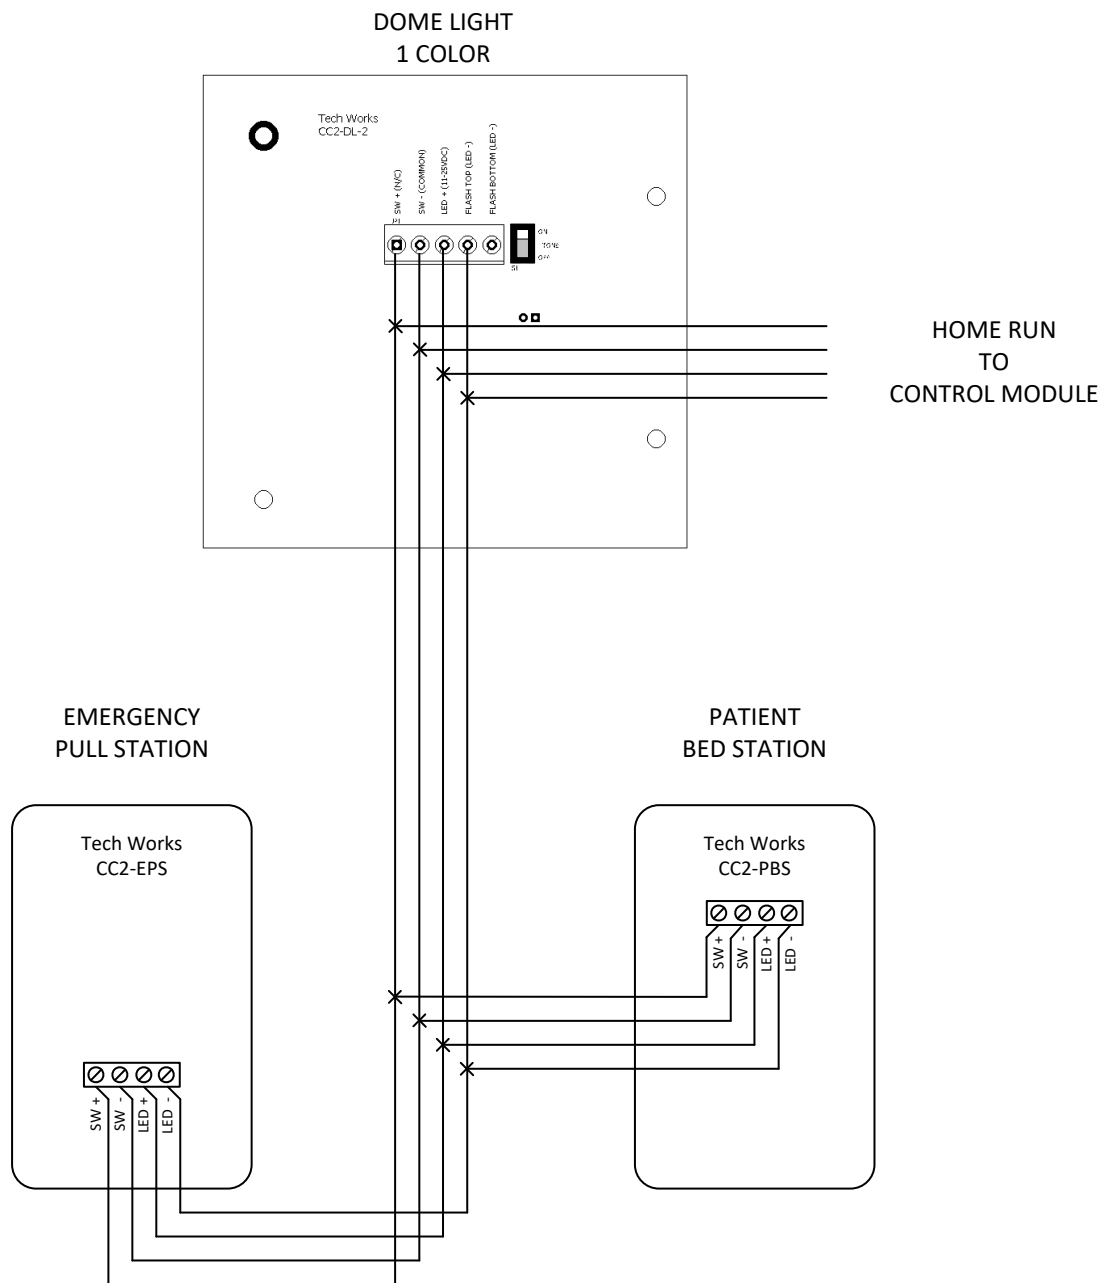 DOME LIGHT
1 COLOR
Tech Works
CC2-DL-2
SW + (N/C)
SW - (COMMON)
LED + (11-25VDC)
FLASH TOP (LED -)
FLASH BOTTOM (LED -)
ON
TONE
OFF
S1
HOME RUN
TO
CONTROL MODULE
EMERGENCY
PULL STATION
PATIENT
BED STATION
Tech Works
CC2-EPS
SW +
SW -
LED +
LED -
Tech Works
CC2-PBS
SW +
SW -
LED +
LED -